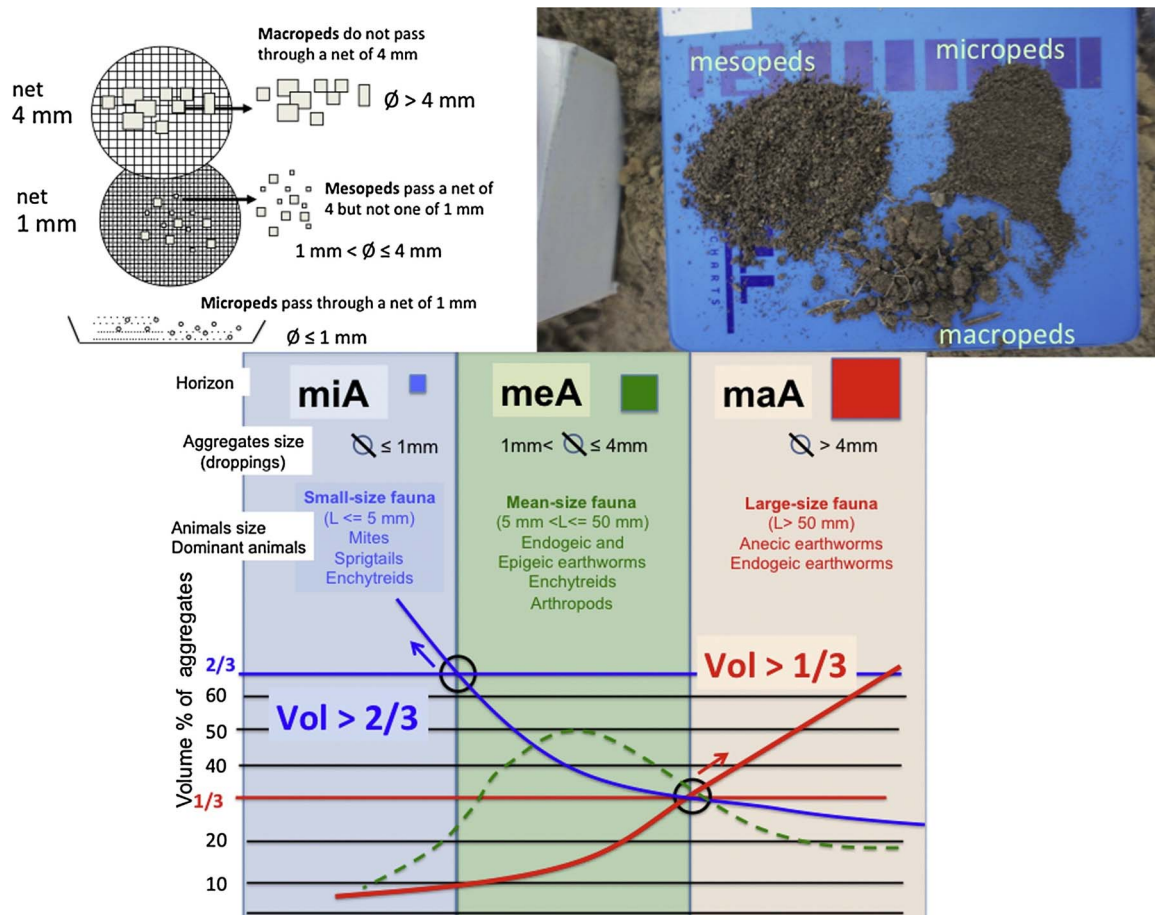 Macropeds do not pass
through a net of 4 mm
net
4 mm
Ø > 4 mm
net
1 mm
Mesopeds pass a net of
4 but not one of 1 mm
1 mm < Ø ≤ 4 mm
Micropeds pass through a net of 1 mm
Ø ≤ 1 mm
mesopeds
micropeds
CHARTS
macropeds
Horizon
miA
meA
maA
Aggregates size
(droppings)
Ø ≤ 1mm
1mm< Ø ≤ 4mm
Ø > 4mm
Animals size
Dominant animals
Small-size fauna
(L <= 5 mm)
Mites
Sprigtails
Enchytreids
Mean-size fauna
(5 mm <L<= 50 mm)
Endogeic and
Epigeic earthworms
Enchytreids
Arthropods
Large-size fauna
(L> 50 mm)
Anecic earthworms
Endogeic earthworms
Volume % of aggregates
2/3
60
50
40
1/3
20
10
Vol > 2/3
Vol > 1/3